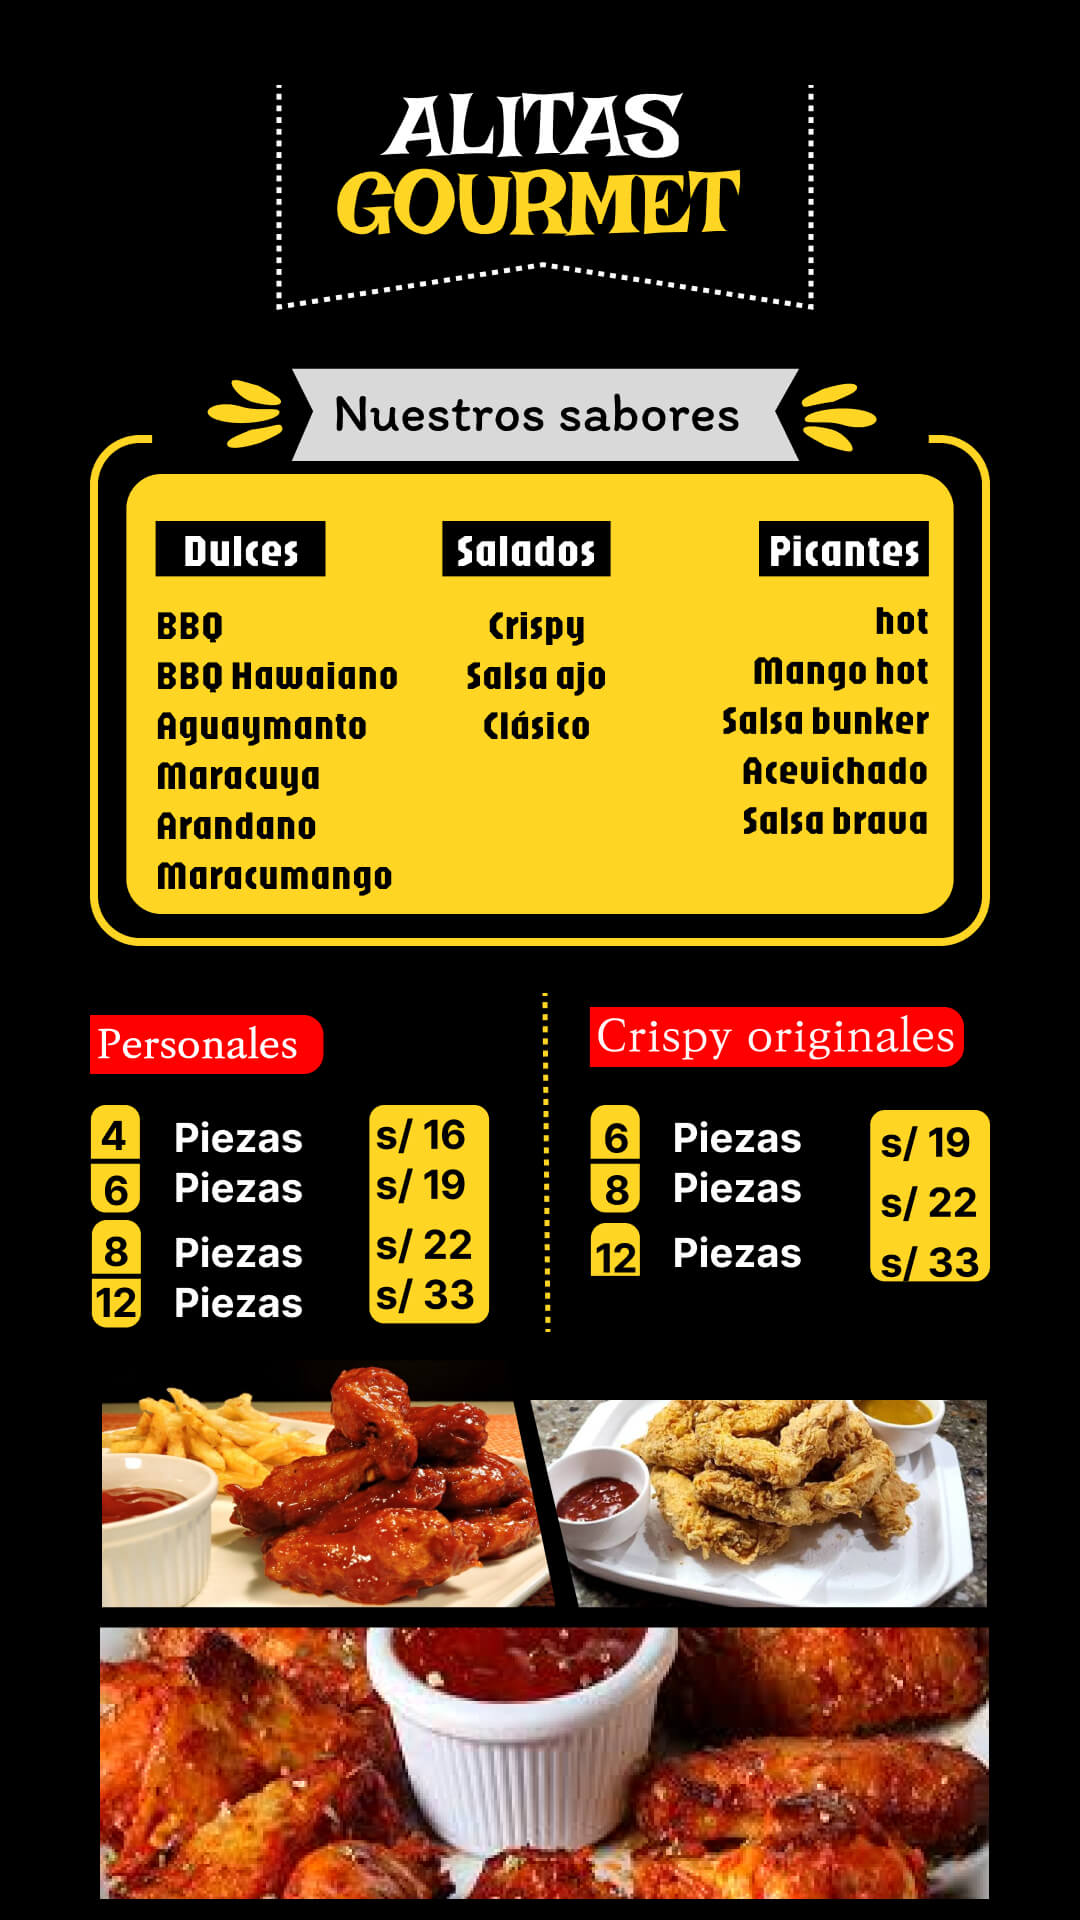 ALITAS
GOURMET
Nuestros sabores
Dulces
BBQ
BBQ Hawaiano
Aguaymanto
Maracuya
Arandano
Maracumango
Salados
Crispy
Salsa ajo
Clásico
Picantes
hot
Mango hot
Salsa bunker
Acevichado
Salsa brava
Personales
4 Piezas s/ 16
6 Piezas s/ 19
8 Piezas s/ 22
12 Piezas s/ 33
Crispy originales
6 Piezas s/ 19
8 Piezas s/ 22
12 Piezas s/ 33